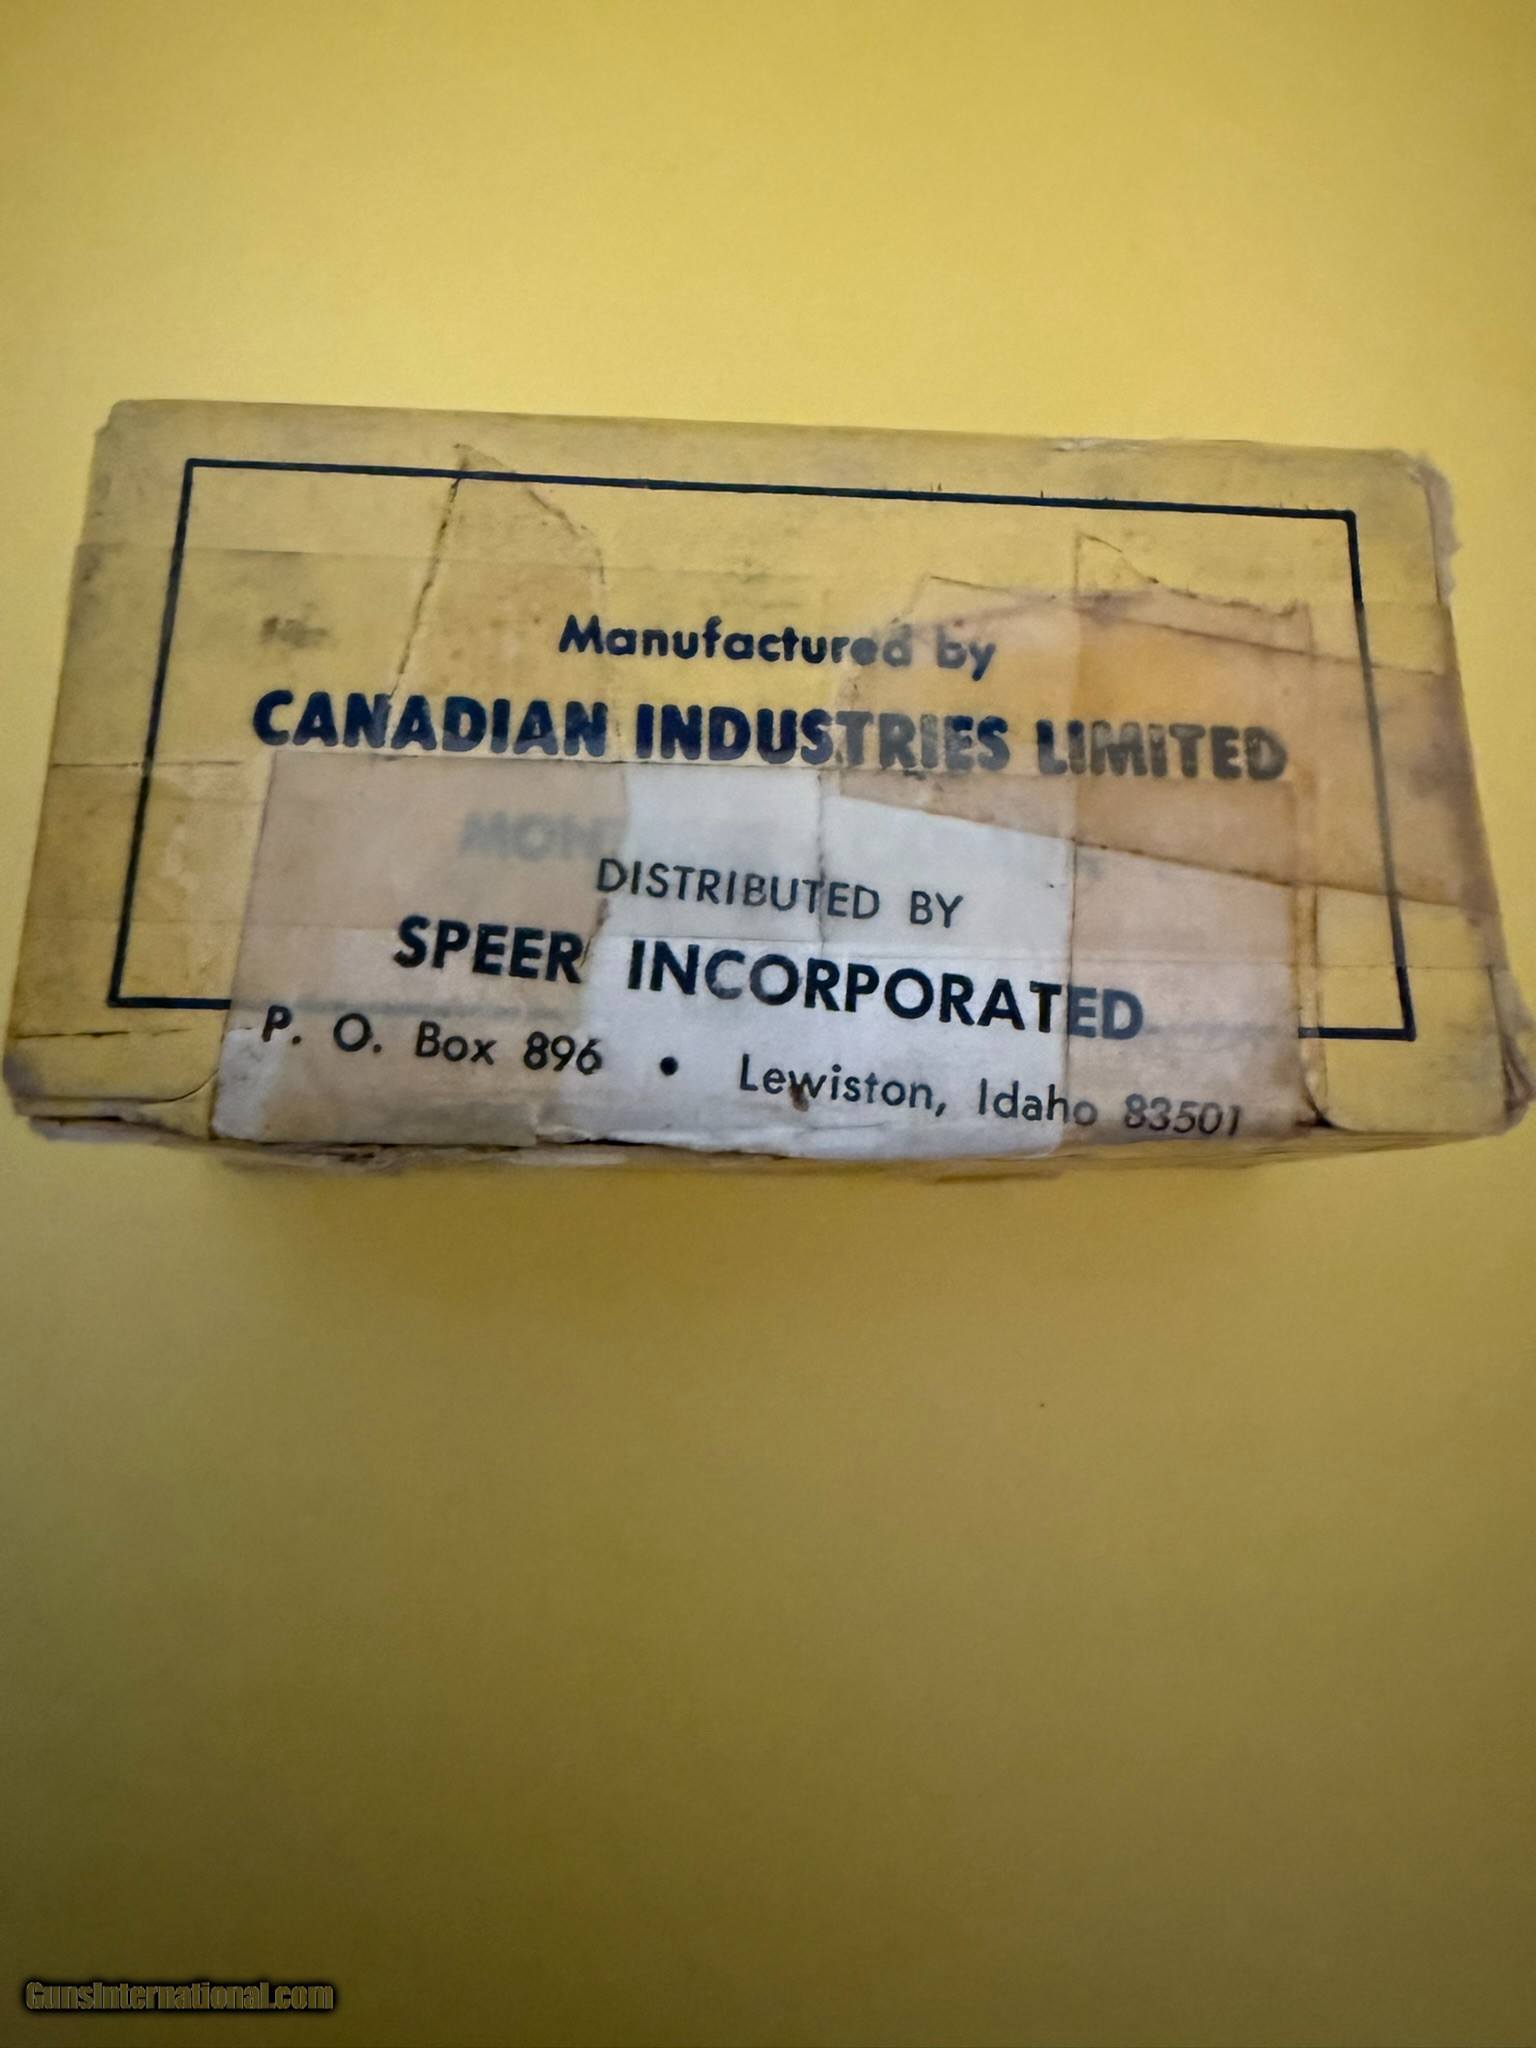 Manufactured by
CANADIAN INDUSTRIES LIMITED
DISTRIBUTED BY
SPEER INCORPORATED
P. O. Box 896 • Lewiston, Idaho 83501
GunsInternational.com